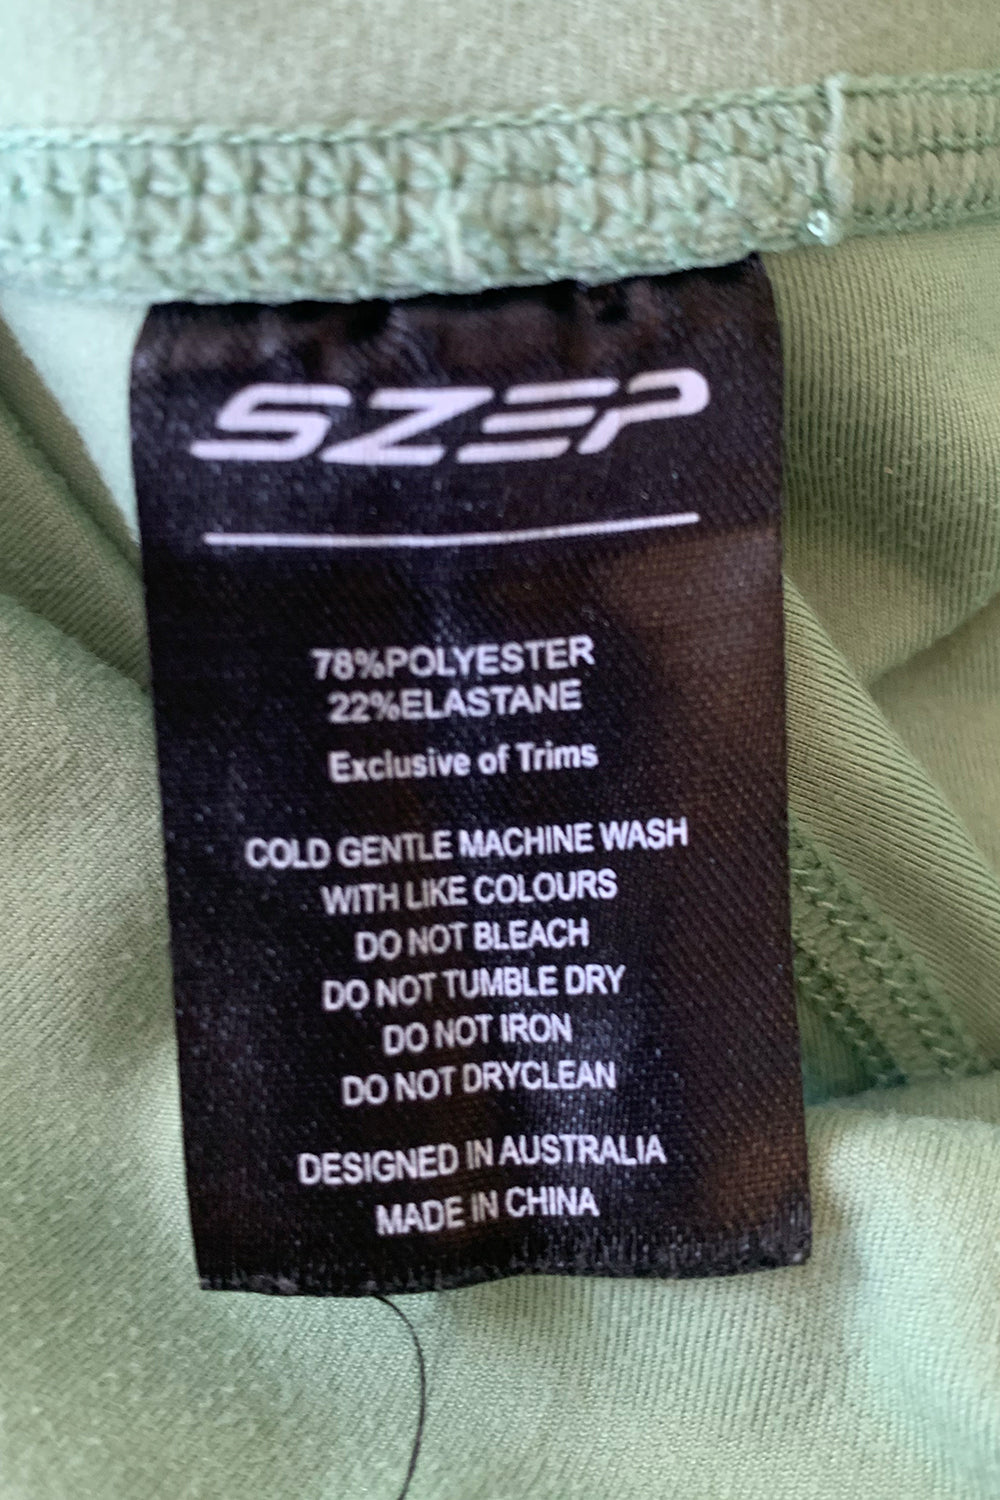 SZEP
78%POLYESTER
22%ELASTANE
Exclusive of Trims
COLD GENTLE MACHINE WASH
WITH LIKE COLOURS
DO NOT BLEACH
DO NOT TUMBLE DRY
DO NOT IRON
DO NOT DRYCLEAN
DESIGNED IN AUSTRALIA
MADE IN CHINA